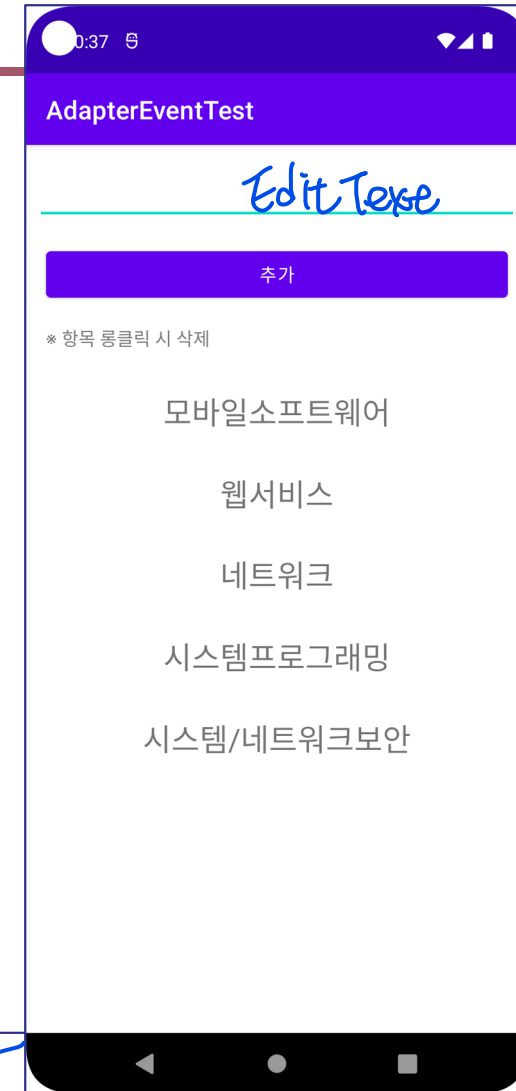 0:37
AdapterEventTest
Edit Texe
추가
※ 항목 롱클릭 시 삭제
모바일소프트웨어
웹서비스
네트워크
시스템프로그래밍
시스템/네트워크보안